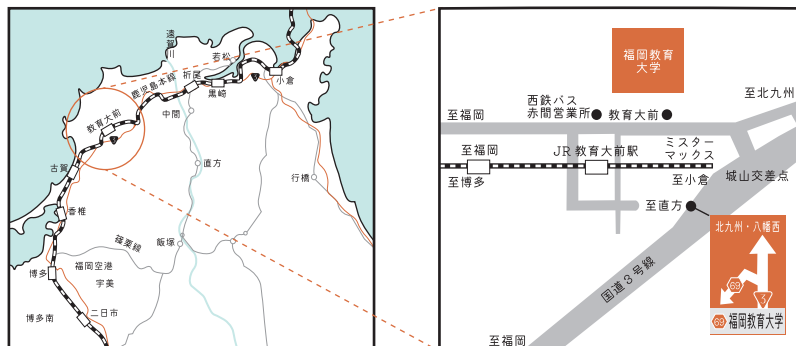 遠賀川
若松
鹿児島本線
折尾
小倉
黒崎
中間
教育大前
3
3
古賀
直方
行橋
香椎
篠栗線
飯塚
博多
福岡空港
宇美
博多南
二日市
福岡教育
大学
至北九州
西鉄バス
赤間営業所
教育大前
至福岡
ミスター
マックス
至福岡
JR 教育大前駅
至博多
至小倉
城山交差点
至直方
国道3号線
至福岡
北九州・八幡西
69
3
69
福岡教育大学